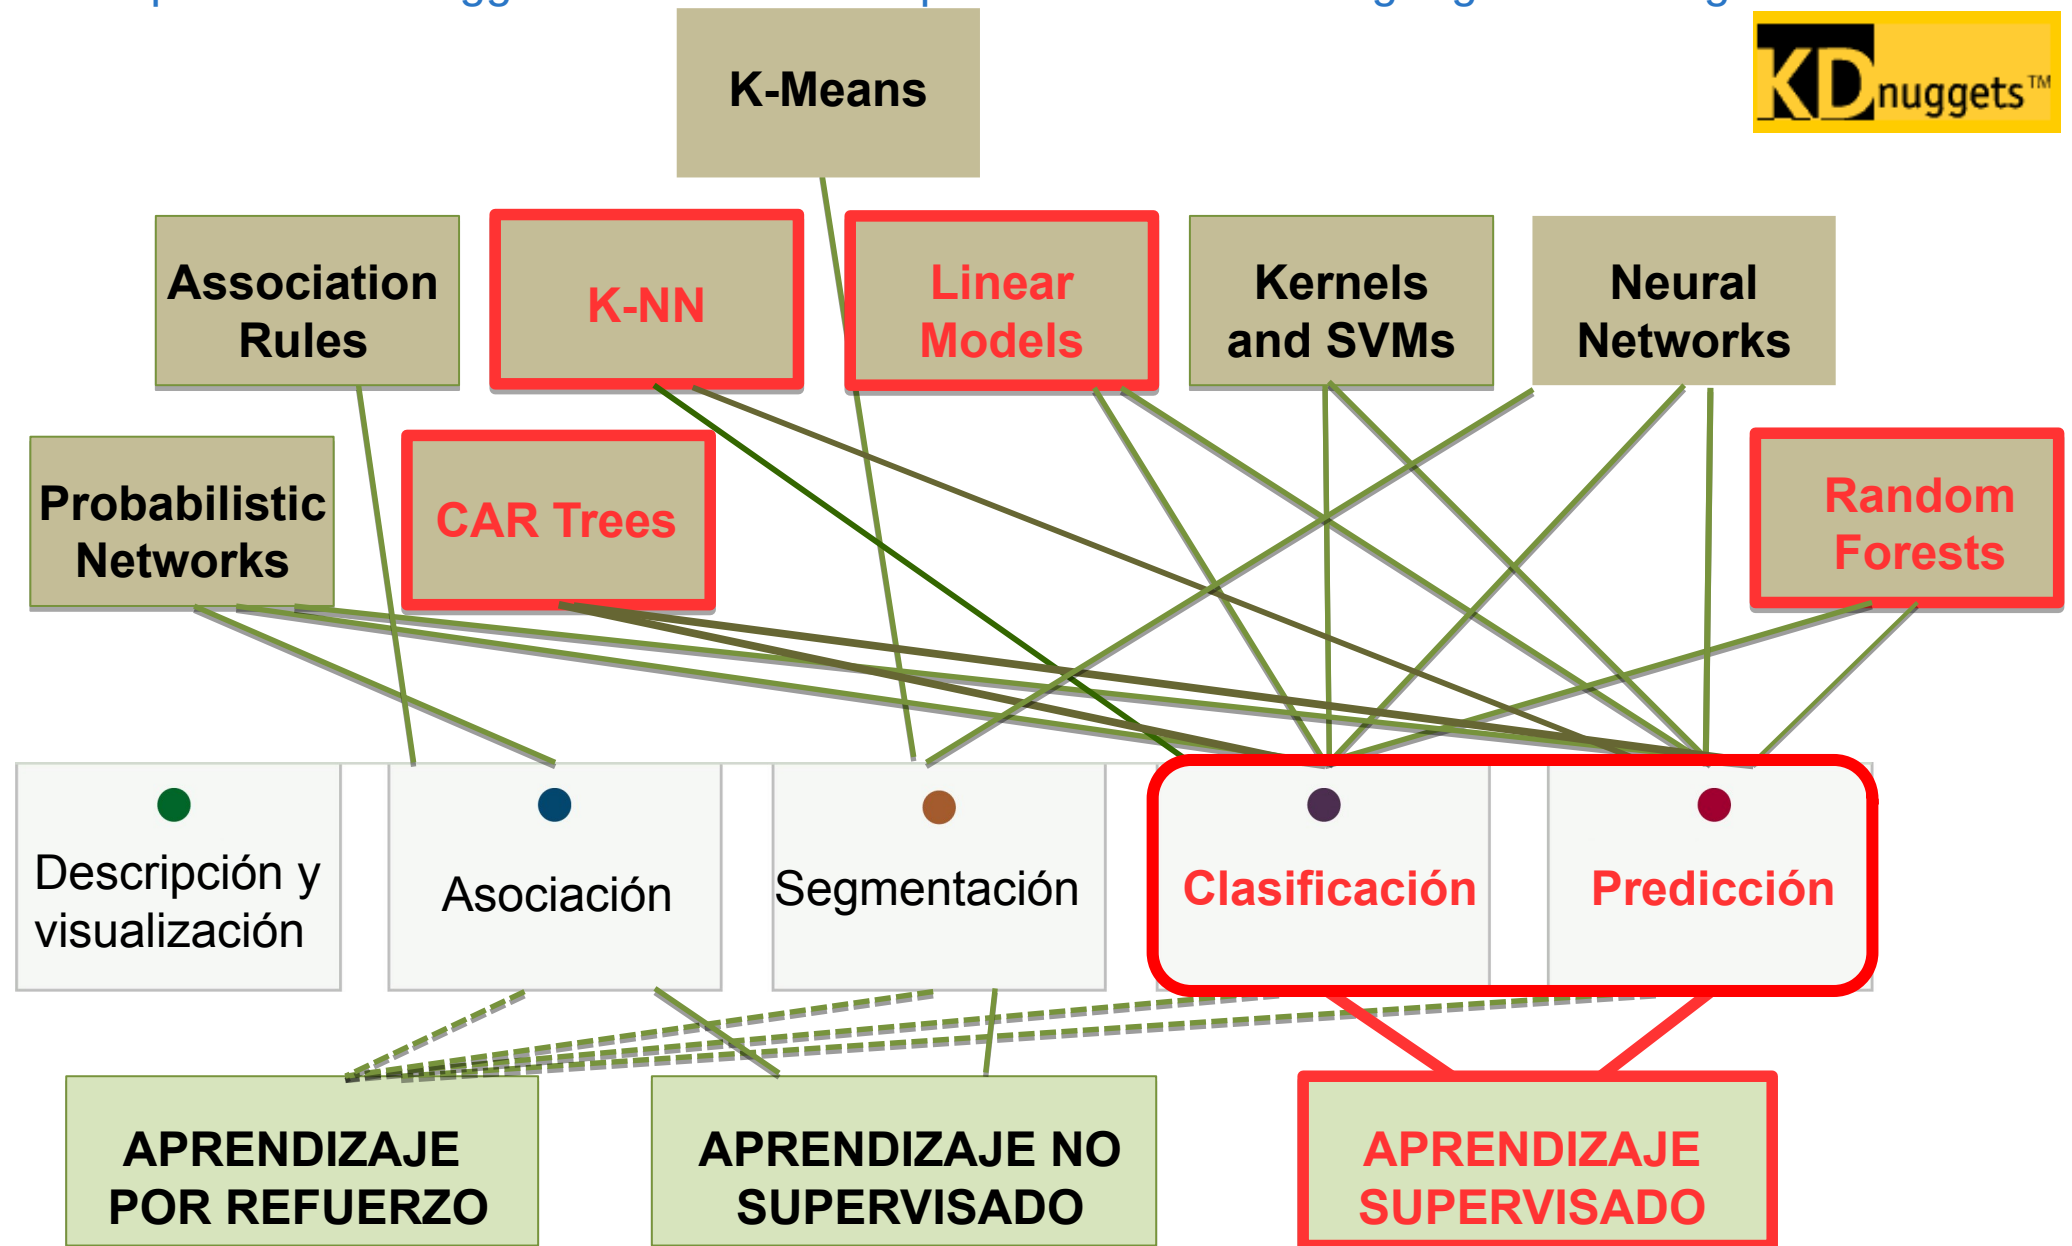 K-Means
KDnuggets™
Association
Rules
K-NN
Linear
Models
Kernels
and SVMs
Neural
Networks
Probabilistic
Networks
CAR Trees
Random
Forests
Descripción y
visualización
Asociación
Segmentación
Clasificación
Predicción
APRENDIZAJE
POR REFUERZO
APRENDIZAJE NO
SUPERVISADO
APRENDIZAJE
SUPERVISADO